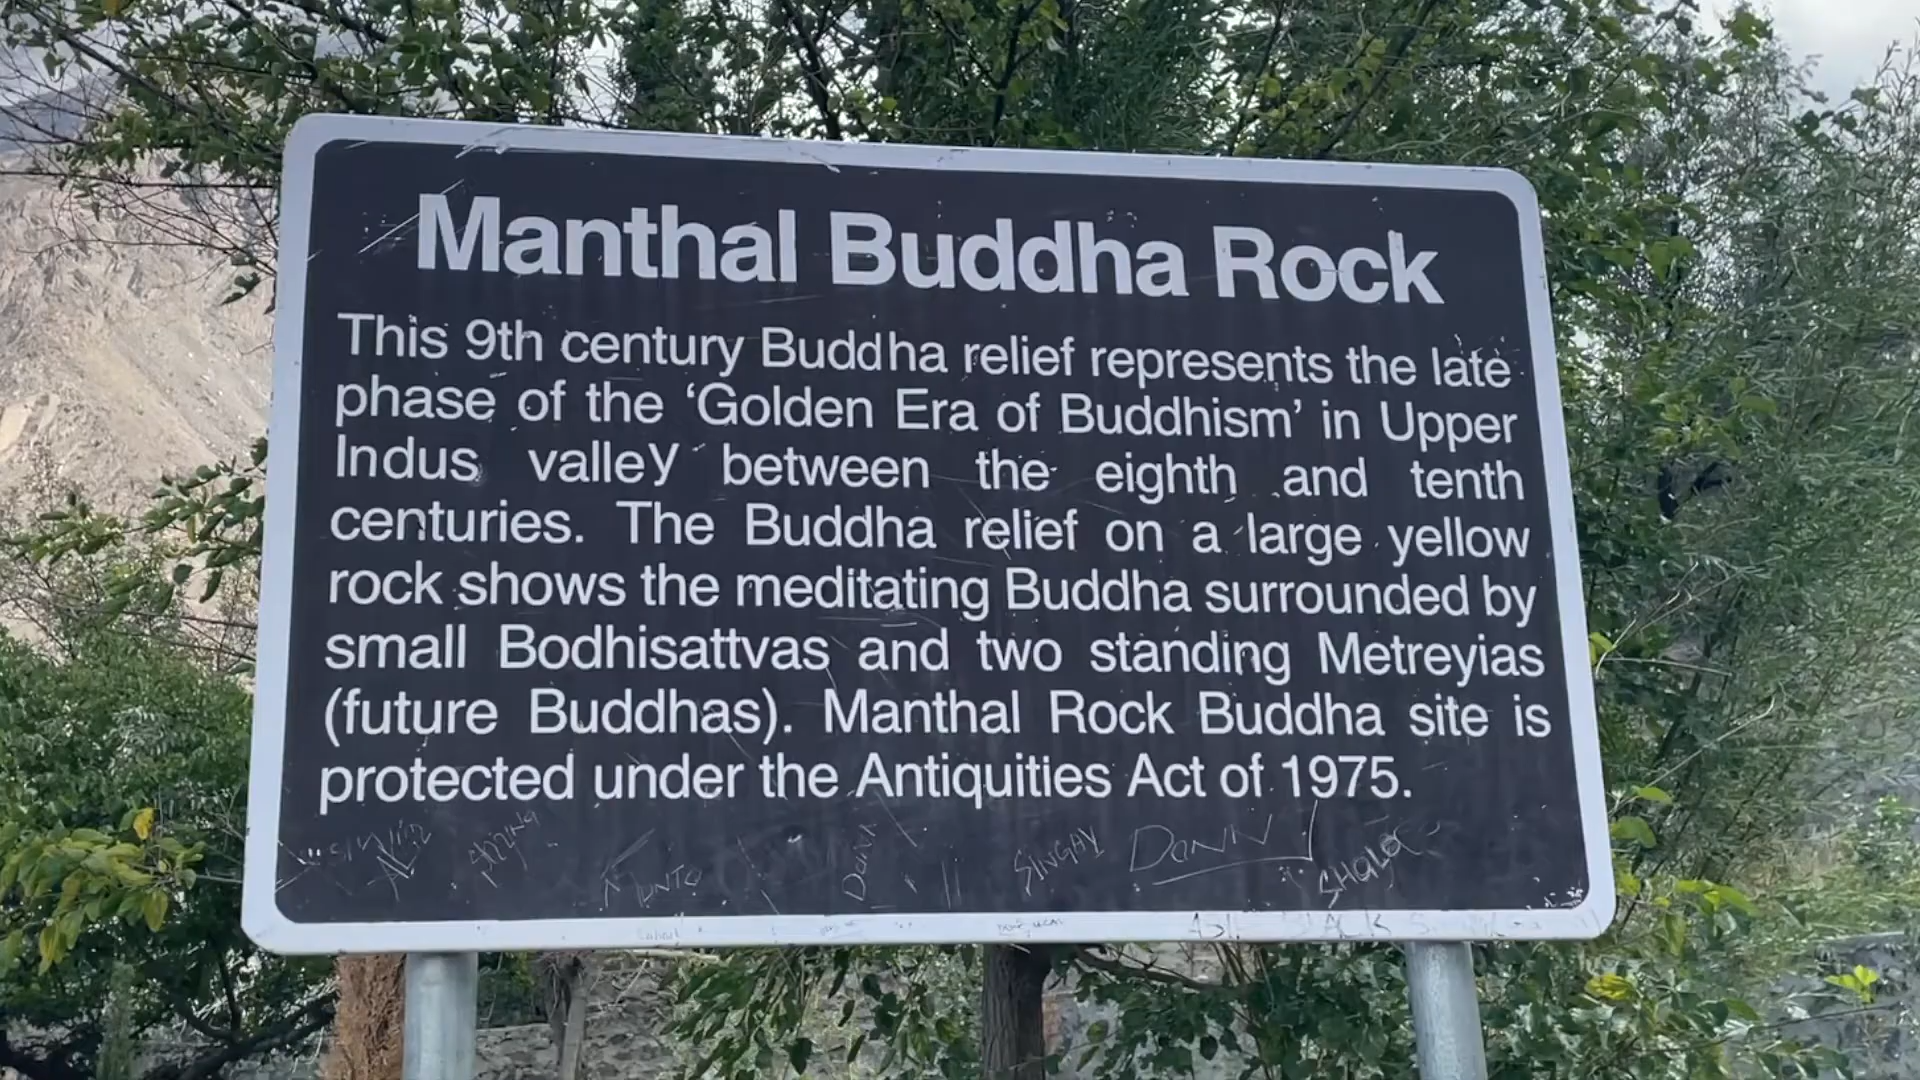 Manthal Buddha Rock
This 9th century Buddha relief represents the late
phase of the ‘Golden Era of Buddhism’ in Upper
Indus valley between the eighth and tenth
centuries. The Buddha relief on a large yellow
rock shows the meditating Buddha surrounded by
small Bodhisattvas and two standing Metreyias
(future Buddhas). Manthal Rock Buddha site is
protected under the Antiquities Act of 1975.
SINGAY DONN